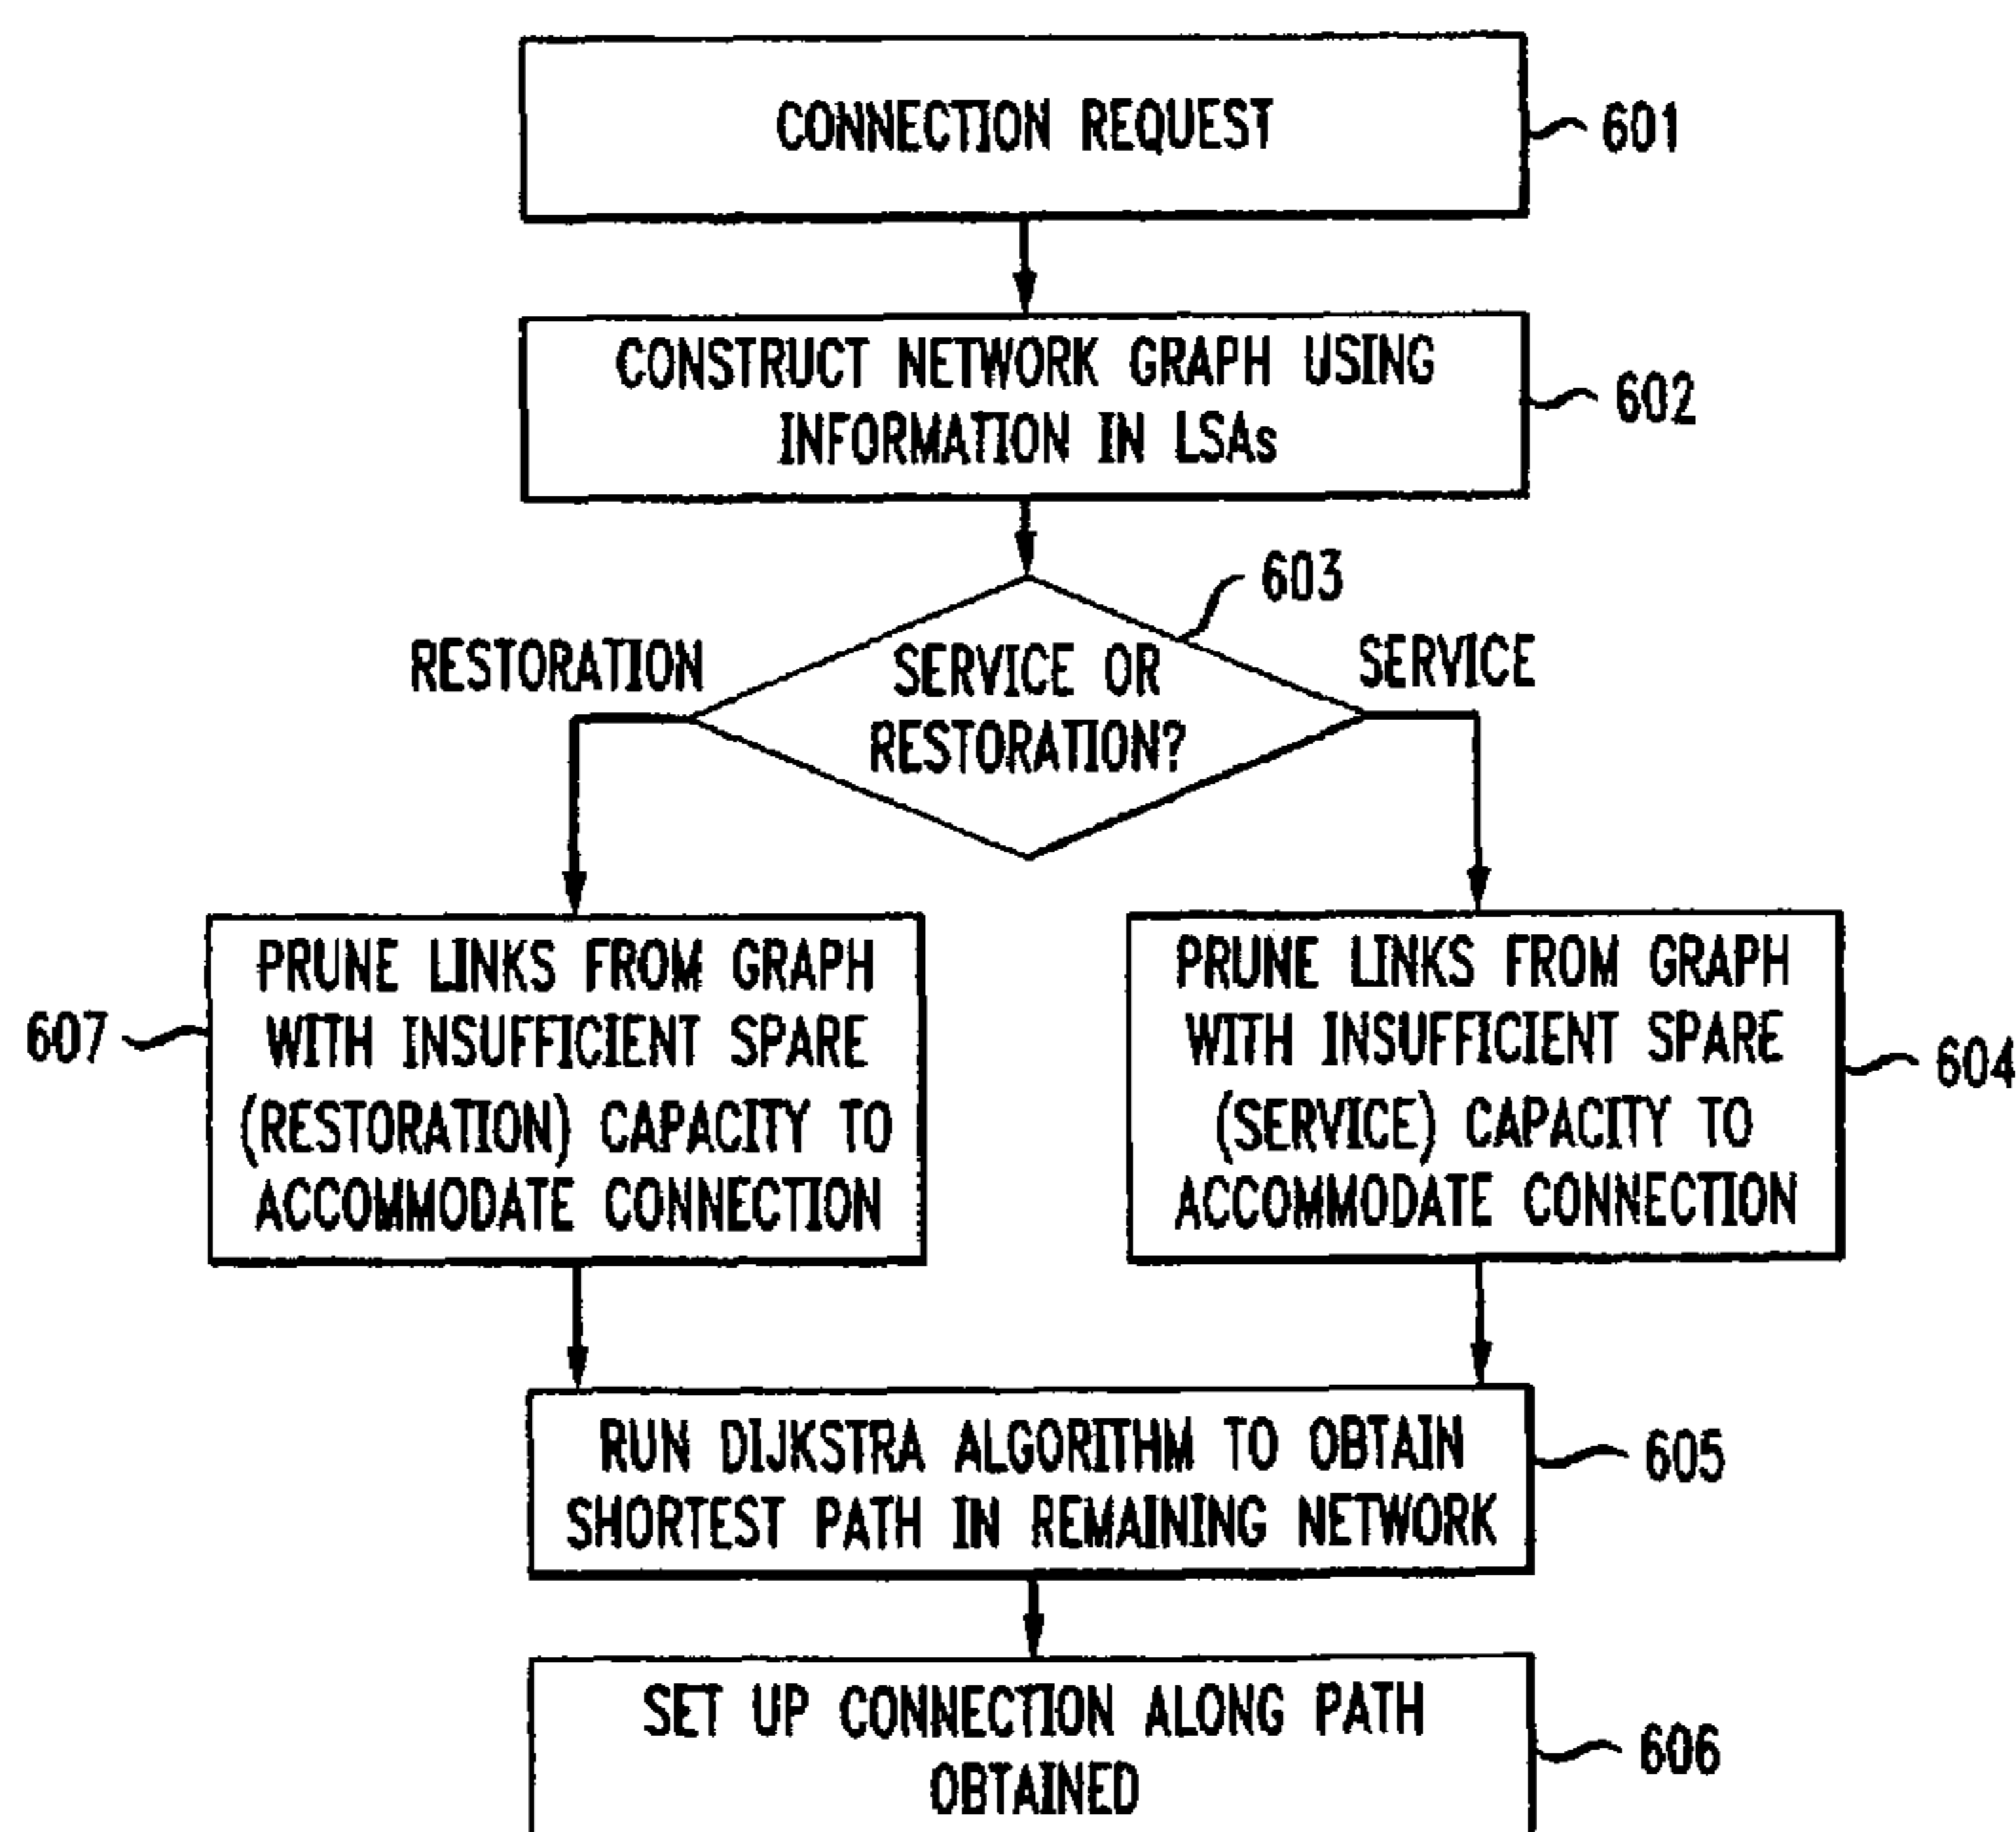 CONNECTION REQUEST
601
CONSTRUCT NETWORK GRAPH USING
INFORMATION IN LSAs
602
603
SERVICE OR
RESTORATION?
RESTORATION
SERVICE
PRUNE LINKS FROM GRAPH
WITH INSUFFICIENT SPARE
(RESTORATION) CAPACITY TO
ACCOMMODATE CONNECTION
607
PRUNE LINKS FROM GRAPH
WITH INSUFFICIENT SPARE
(SERVICE) CAPACITY TO
ACCOMMODATE CONNECTION
604
RUN DIJKSTRA ALGORITHM TO OBTAIN
SHORTEST PATH IN REMAINING NETWORK
605
SET UP CONNECTION ALONG PATH
OBTAINED
606